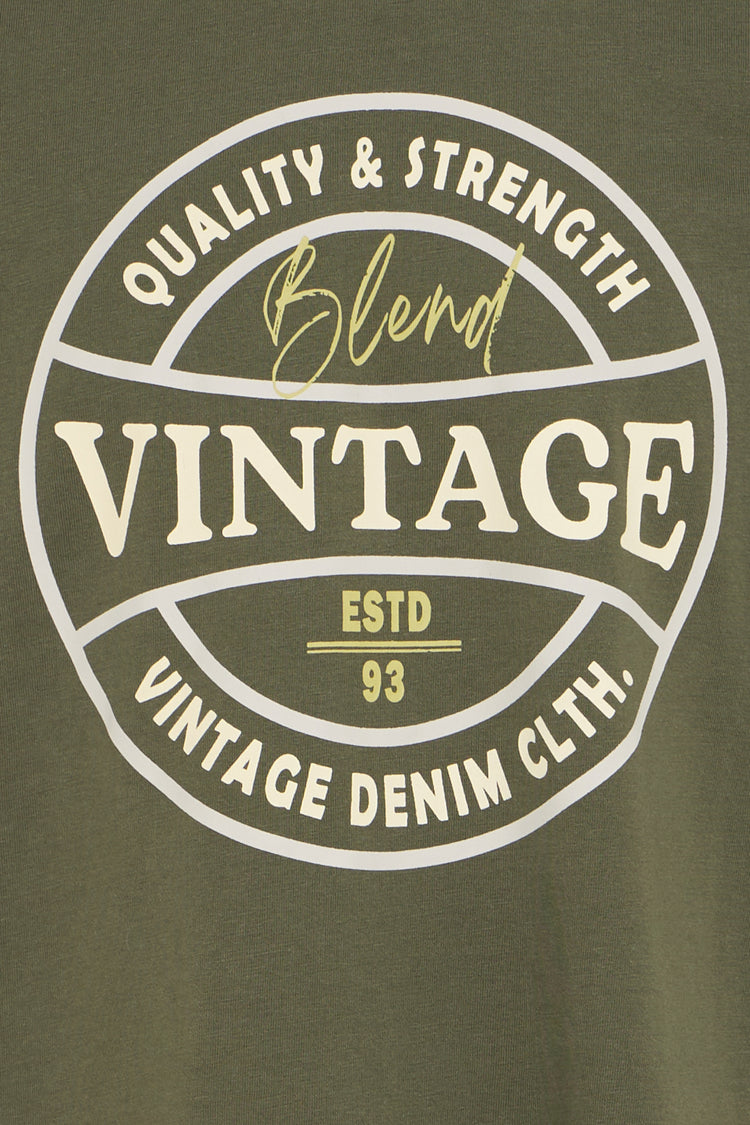 QUALITY & STRENGTH
Blend
VINTAGE
ESTD
93
VINTAGE DENIM CLTH.